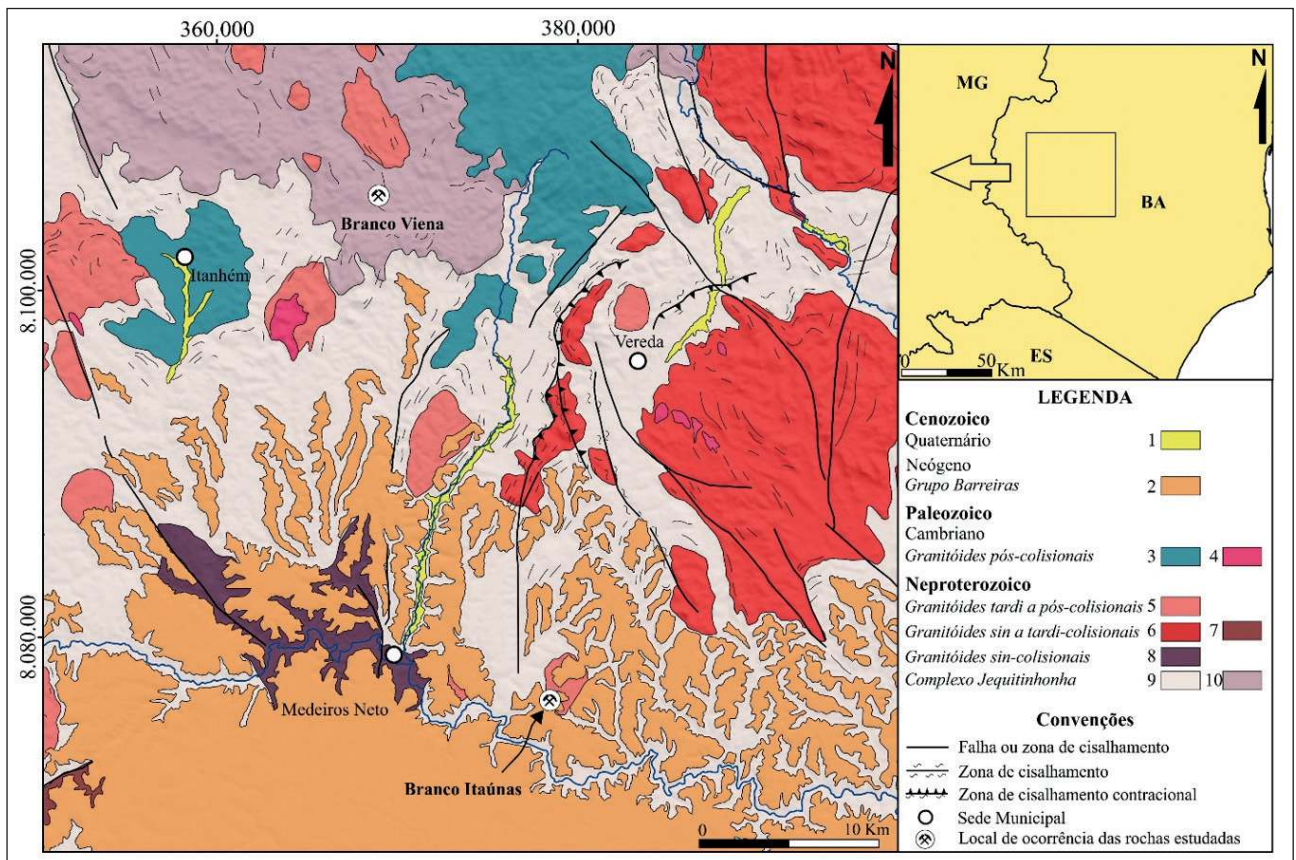 360.000
380.000
8.100.000
8.080.000
N
Branco Viena
Itanhém
Vereda
Medeiros Neto
Branco Itaúnas
0 10 Km
MG
N
BA
ES
0 50 Km
LEGENDA
Cenozoico
Quaternário 1
Neógeno
Grupo Barreiras 2
Paleozoico
Cambriano
Granitóides pós-colisionais 3 4
Neproterozoico
Granitóides tardi a pós-colisionais 5
Granitóides sin a tardi-colisionais 6 7
Granitóides sin-colisionais 8
Complexo Jequitinhonha 9 10
Convenções
Falha ou zona de cisalhamento
Zona de cisalhamento
Zona de cisalhamento contracional
Sede Municipal
Local de ocorrência das rochas estudadas